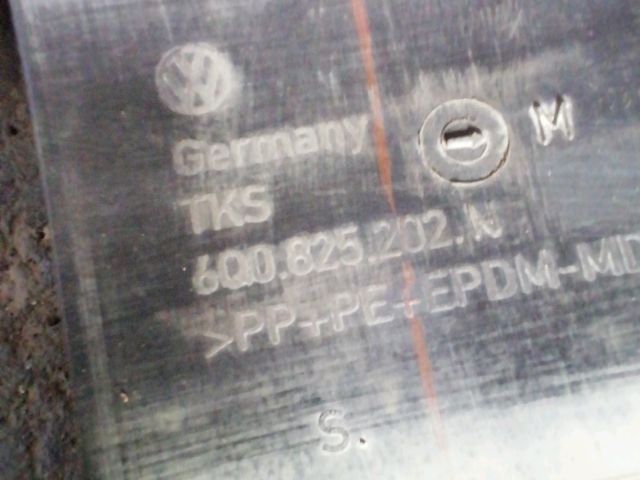 Germany
TKS
M
6Q0.825.202.N
>PP+PE+EPDM-MD
S.